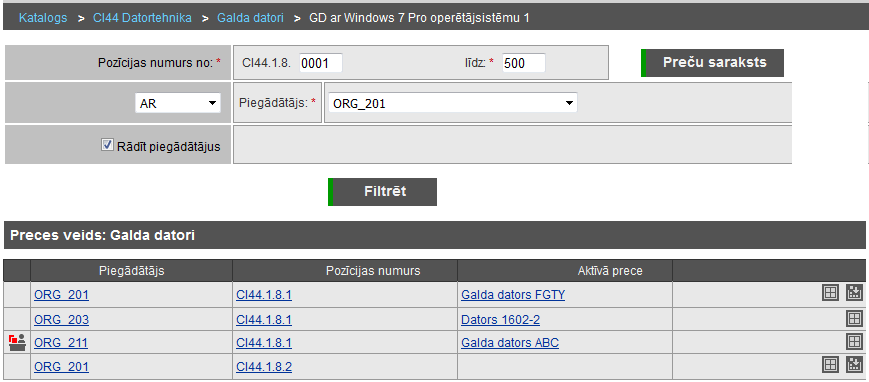 Katalogs > CI44 Datortehnika > Galda datori > GD ar Windows 7 Pro operētājsistēmu 1
Pozīcijas numurs no: * CI44.1.8. 0001 līdz: * 500 Preču saraksts
AR Piegādātājs: * ORG_201
Rādīt piegādātājus
Filtrēt
Preces veids: Galda datori
Piegādātājs Pozīcijas numurs Aktīvā prece
ORG_201 CI44.1.8.1 Galda dators FGTY
ORG_203 CI44.1.8.1 Dators 1602-2
ORG_211 CI44.1.8.1 Galda dators ABC
ORG_201 CI44.1.8.2